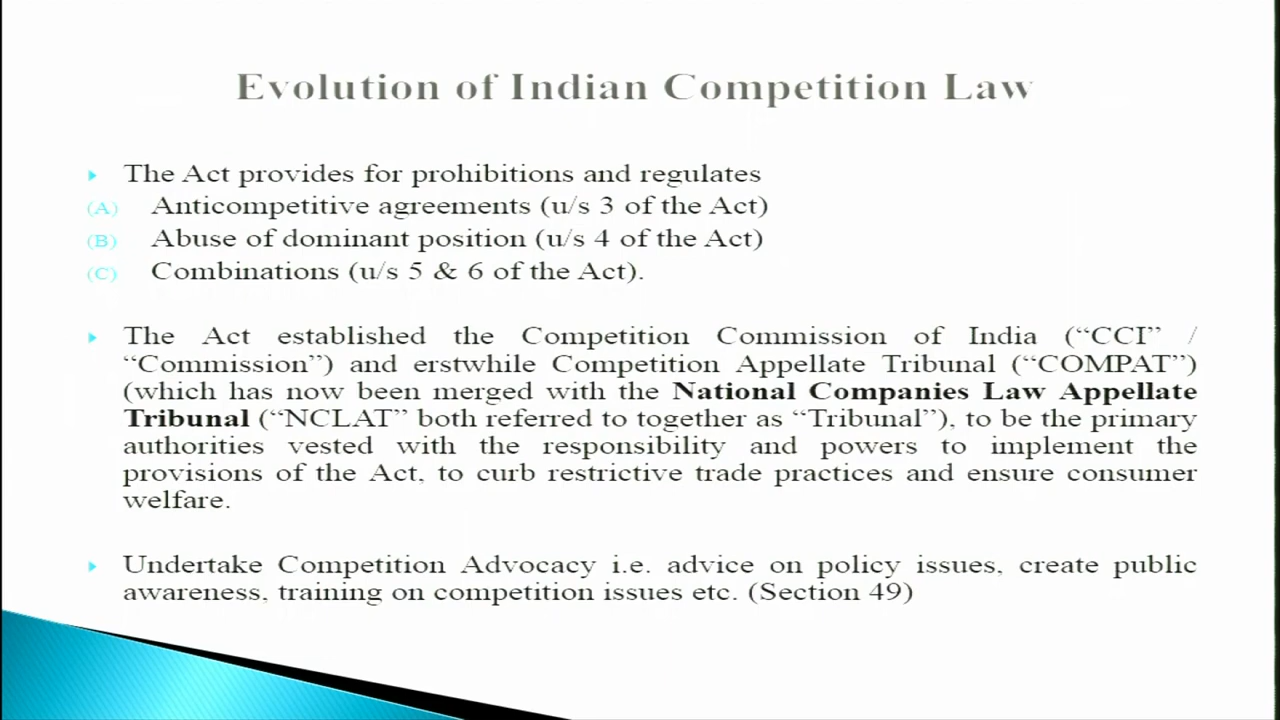 Evolution of Indian Competition Law
The Act provides for prohibitions and regulates
(A) Anticompetitive agreements (u/s 3 of the Act)
(B) Abuse of dominant position (u/s 4 of the Act)
(C) Combinations (u/s 5 & 6 of the Act).
The Act established the Competition Commission of India (“CCI” /
“Commission”) and erstwhile Competition Appellate Tribunal (“COMPAT”)
(which has now been merged with the National Companies Law Appellate
Tribunal (“NCLAT” both referred to together as “Tribunal”), to be the primary
authorities vested with the responsibility and powers to implement the
provisions of the Act, to curb restrictive trade practices and ensure consumer
welfare.
Undertake Competition Advocacy i.e. advice on policy issues, create public
awareness, training on competition issues etc. (Section 49)